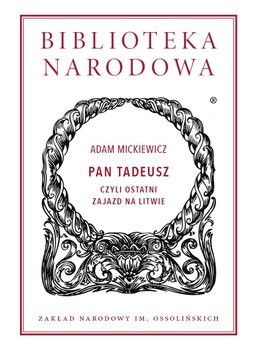 BIBLIOTEKA
NARODOWA
®
ADAM MICKIEWICZ
PAN TADEUSZ
CZYLI OSTATNI
ZAJAZD NA LITWIE
ZAKŁAD NARODOWY IM. OSSOLIŃSKICH